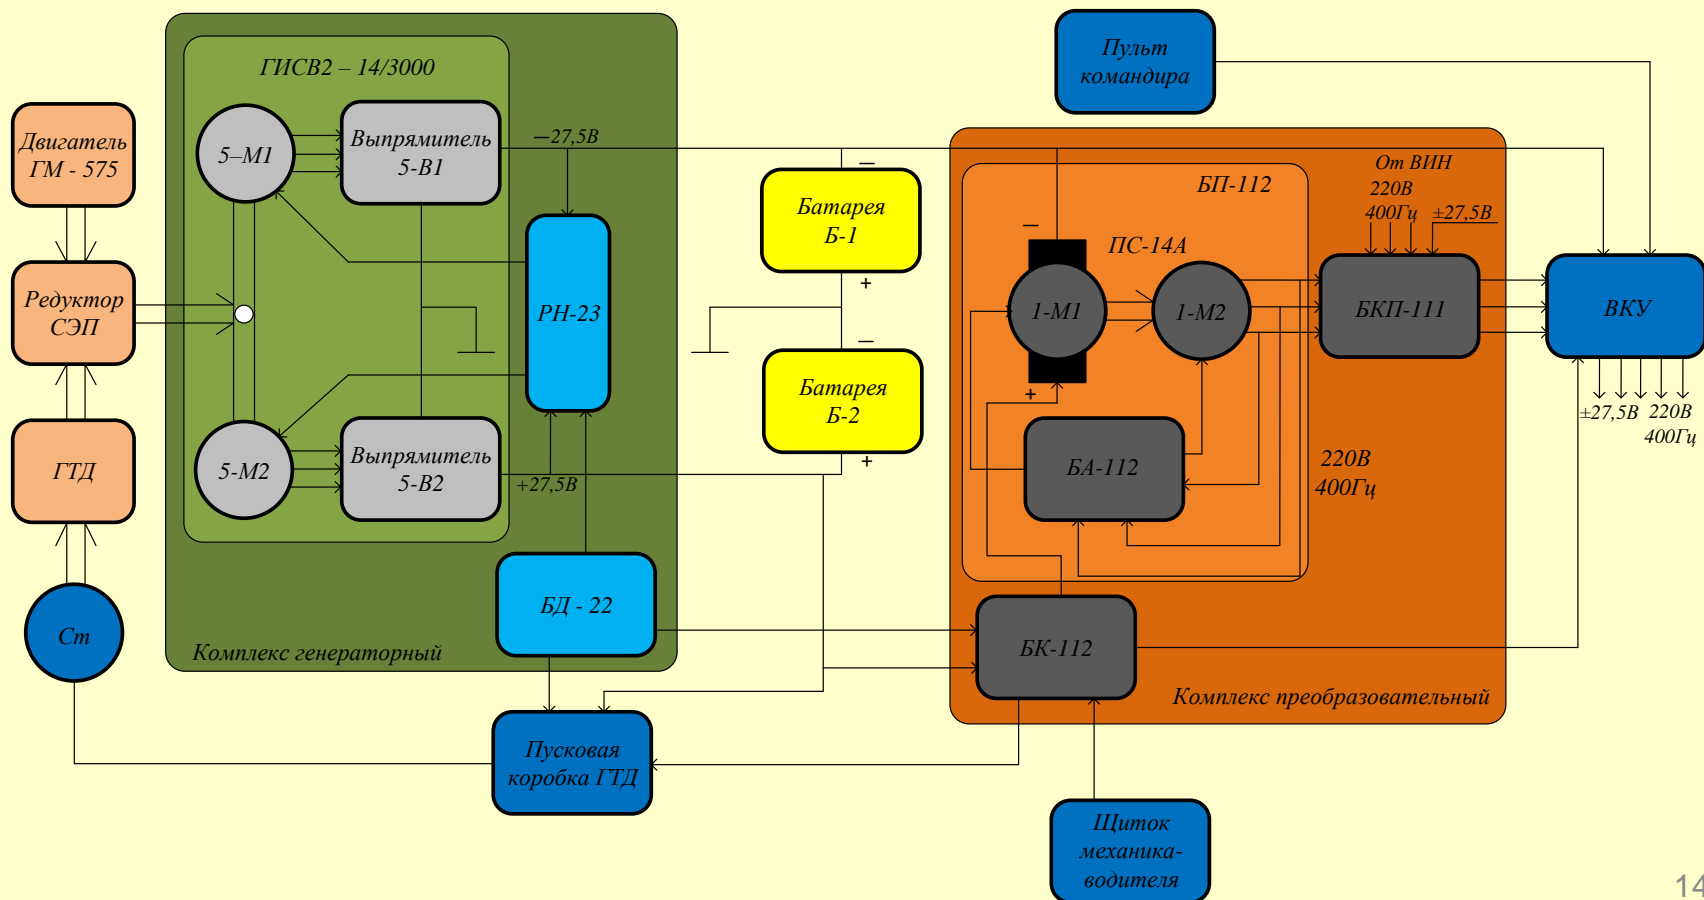 Двигатель
ГМ - 575
Редуктор
СЭП
ГТД
Ст
ГИСВ2 – 14/3000
5–М1
Выпрямитель
5-В1
5-М2
Выпрямитель
5-В2
—27,5В
+27,5В
РН-23
БД - 22
Комплекс генераторный
Пусковая
коробка ГТД
—
Батарея
Б-1
+
—
Батарея
Б-2
+
Пульт
командира
БП-112
ПС-14А
—
1-М1
+
1-М2
БА-112
220В
400Гц
От ВИН
220В
400Гц
±27,5В
БКП-111
ВКУ
±27,5В
220В
400Гц
БК-112
Комплекс преобразовательный
Щиток
механика-
водителя
14